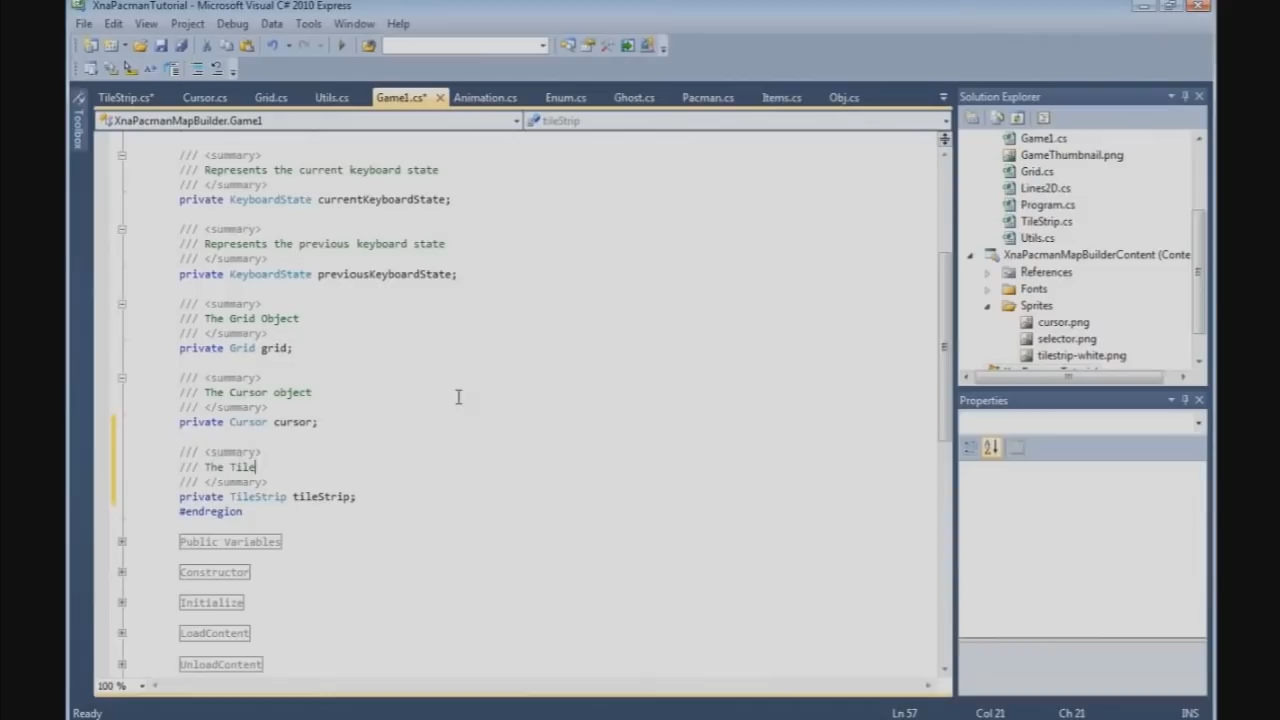 XnaPacmanTutorial - Microsoft Visual C# 2010 Express
File Edit View Project Debug Data Tools Window Help
TileStrip.cs* Cursor.cs Grid.cs Utils.cs Game1.cs* Animation.cs Enum.cs Ghost.cs Pacman.cs Items.cs Obj.cs
XnaPacmanMapBuilder.Game1 tileStrip
Toolbox
/// <summary>
/// Represents the current keyboard state
/// </summary>
private KeyboardState currentKeyboardState;
/// <summary>
/// Represents the previous keyboard state
/// </summary>
private KeyboardState previousKeyboardState;
/// <summary>
/// The Grid Object
/// </summary>
private Grid grid;
/// <summary>
/// The Cursor object
/// </summary>
private Cursor cursor;
/// <summary>
/// The Tile
/// </summary>
private TileStrip tileStrip;
#endregion
Public Variables
Constructor
Initialize
LoadContent
UnloadContent
100 %
Solution Explorer
Game1.cs
GameThumbnail.png
Grid.cs
Lines2D.cs
Program.cs
TileStrip.cs
Utils.cs
XnaPacmanMapBuilderContent (Conte
References
Fonts
Sprites
cursor.png
selector.png
tilestrip-white.png
Properties
Ready Ln 57 Col 21 Ch 21 INS